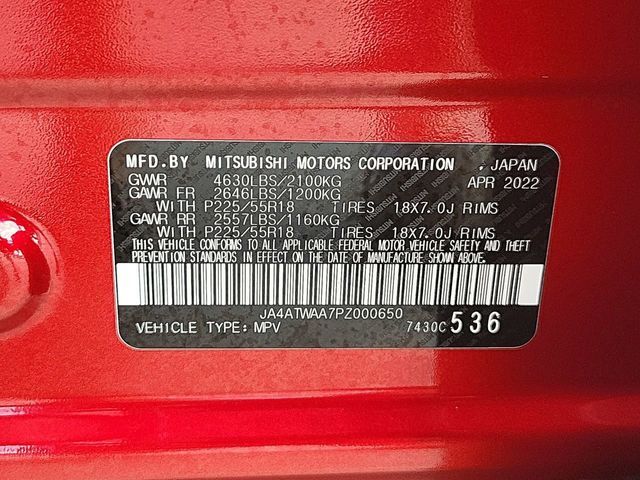 MFD.BY MITSUBISHI MOTORS CORPORATION , JAPAN
GVWR 4630LBS/2100KG APR 2022
GAWR FR 2646LBS/1200KG
WITH P225/55R18 TIRES, 18X7.0J RIMS
GAWR RR 2557LBS/1160KG
WITH P225/55R18 TIRES, 18X7.0J RIMS
THIS VEHICLE CONFORMS TO ALL APPLICABLE FEDERAL MOTOR VEHICLE SAFETY AND THEFT
PREVENTION STANDARDS IN EFFECT ON THE DATE OF MANUFACTURE SHOWN ABOVE.
JA4ATWAA7PZ000650
VEHICLE TYPE: MPV 7430C 536